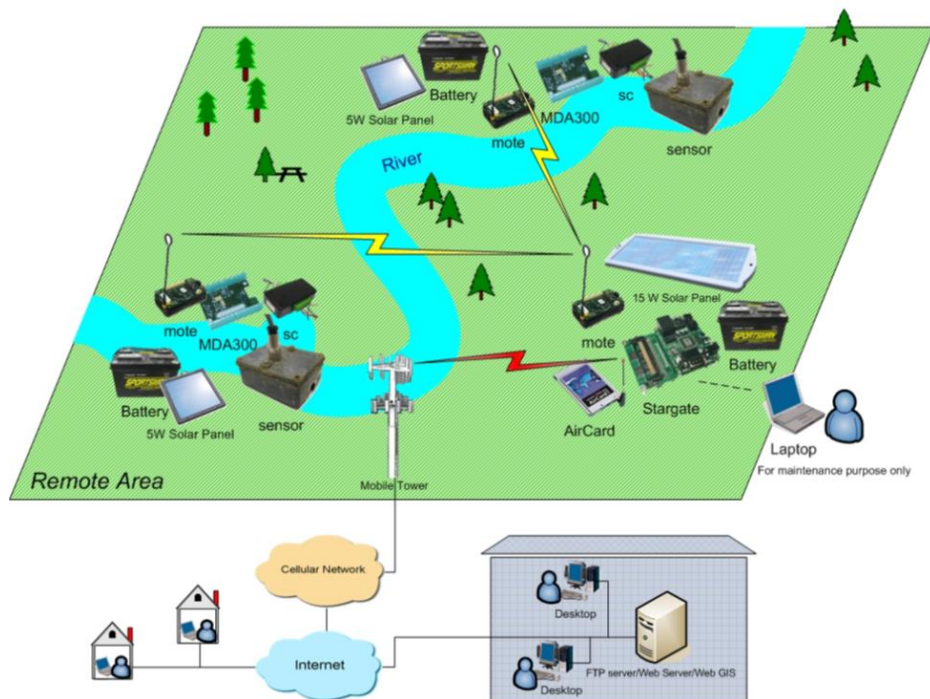 Battery
5W Solar Panel
MDA300
sc
mote
sensor
River
15 W Solar Panel
mote
MDA300
sc
mote
Battery
Battery
5W Solar Panel
sensor
AirCard
Stargate
Laptop
For maintenance purpose only
Remote Area
Mobile Tower
Cellular Network
Internet
Desktop
Desktop
FTP server/Web Server/Web GIS